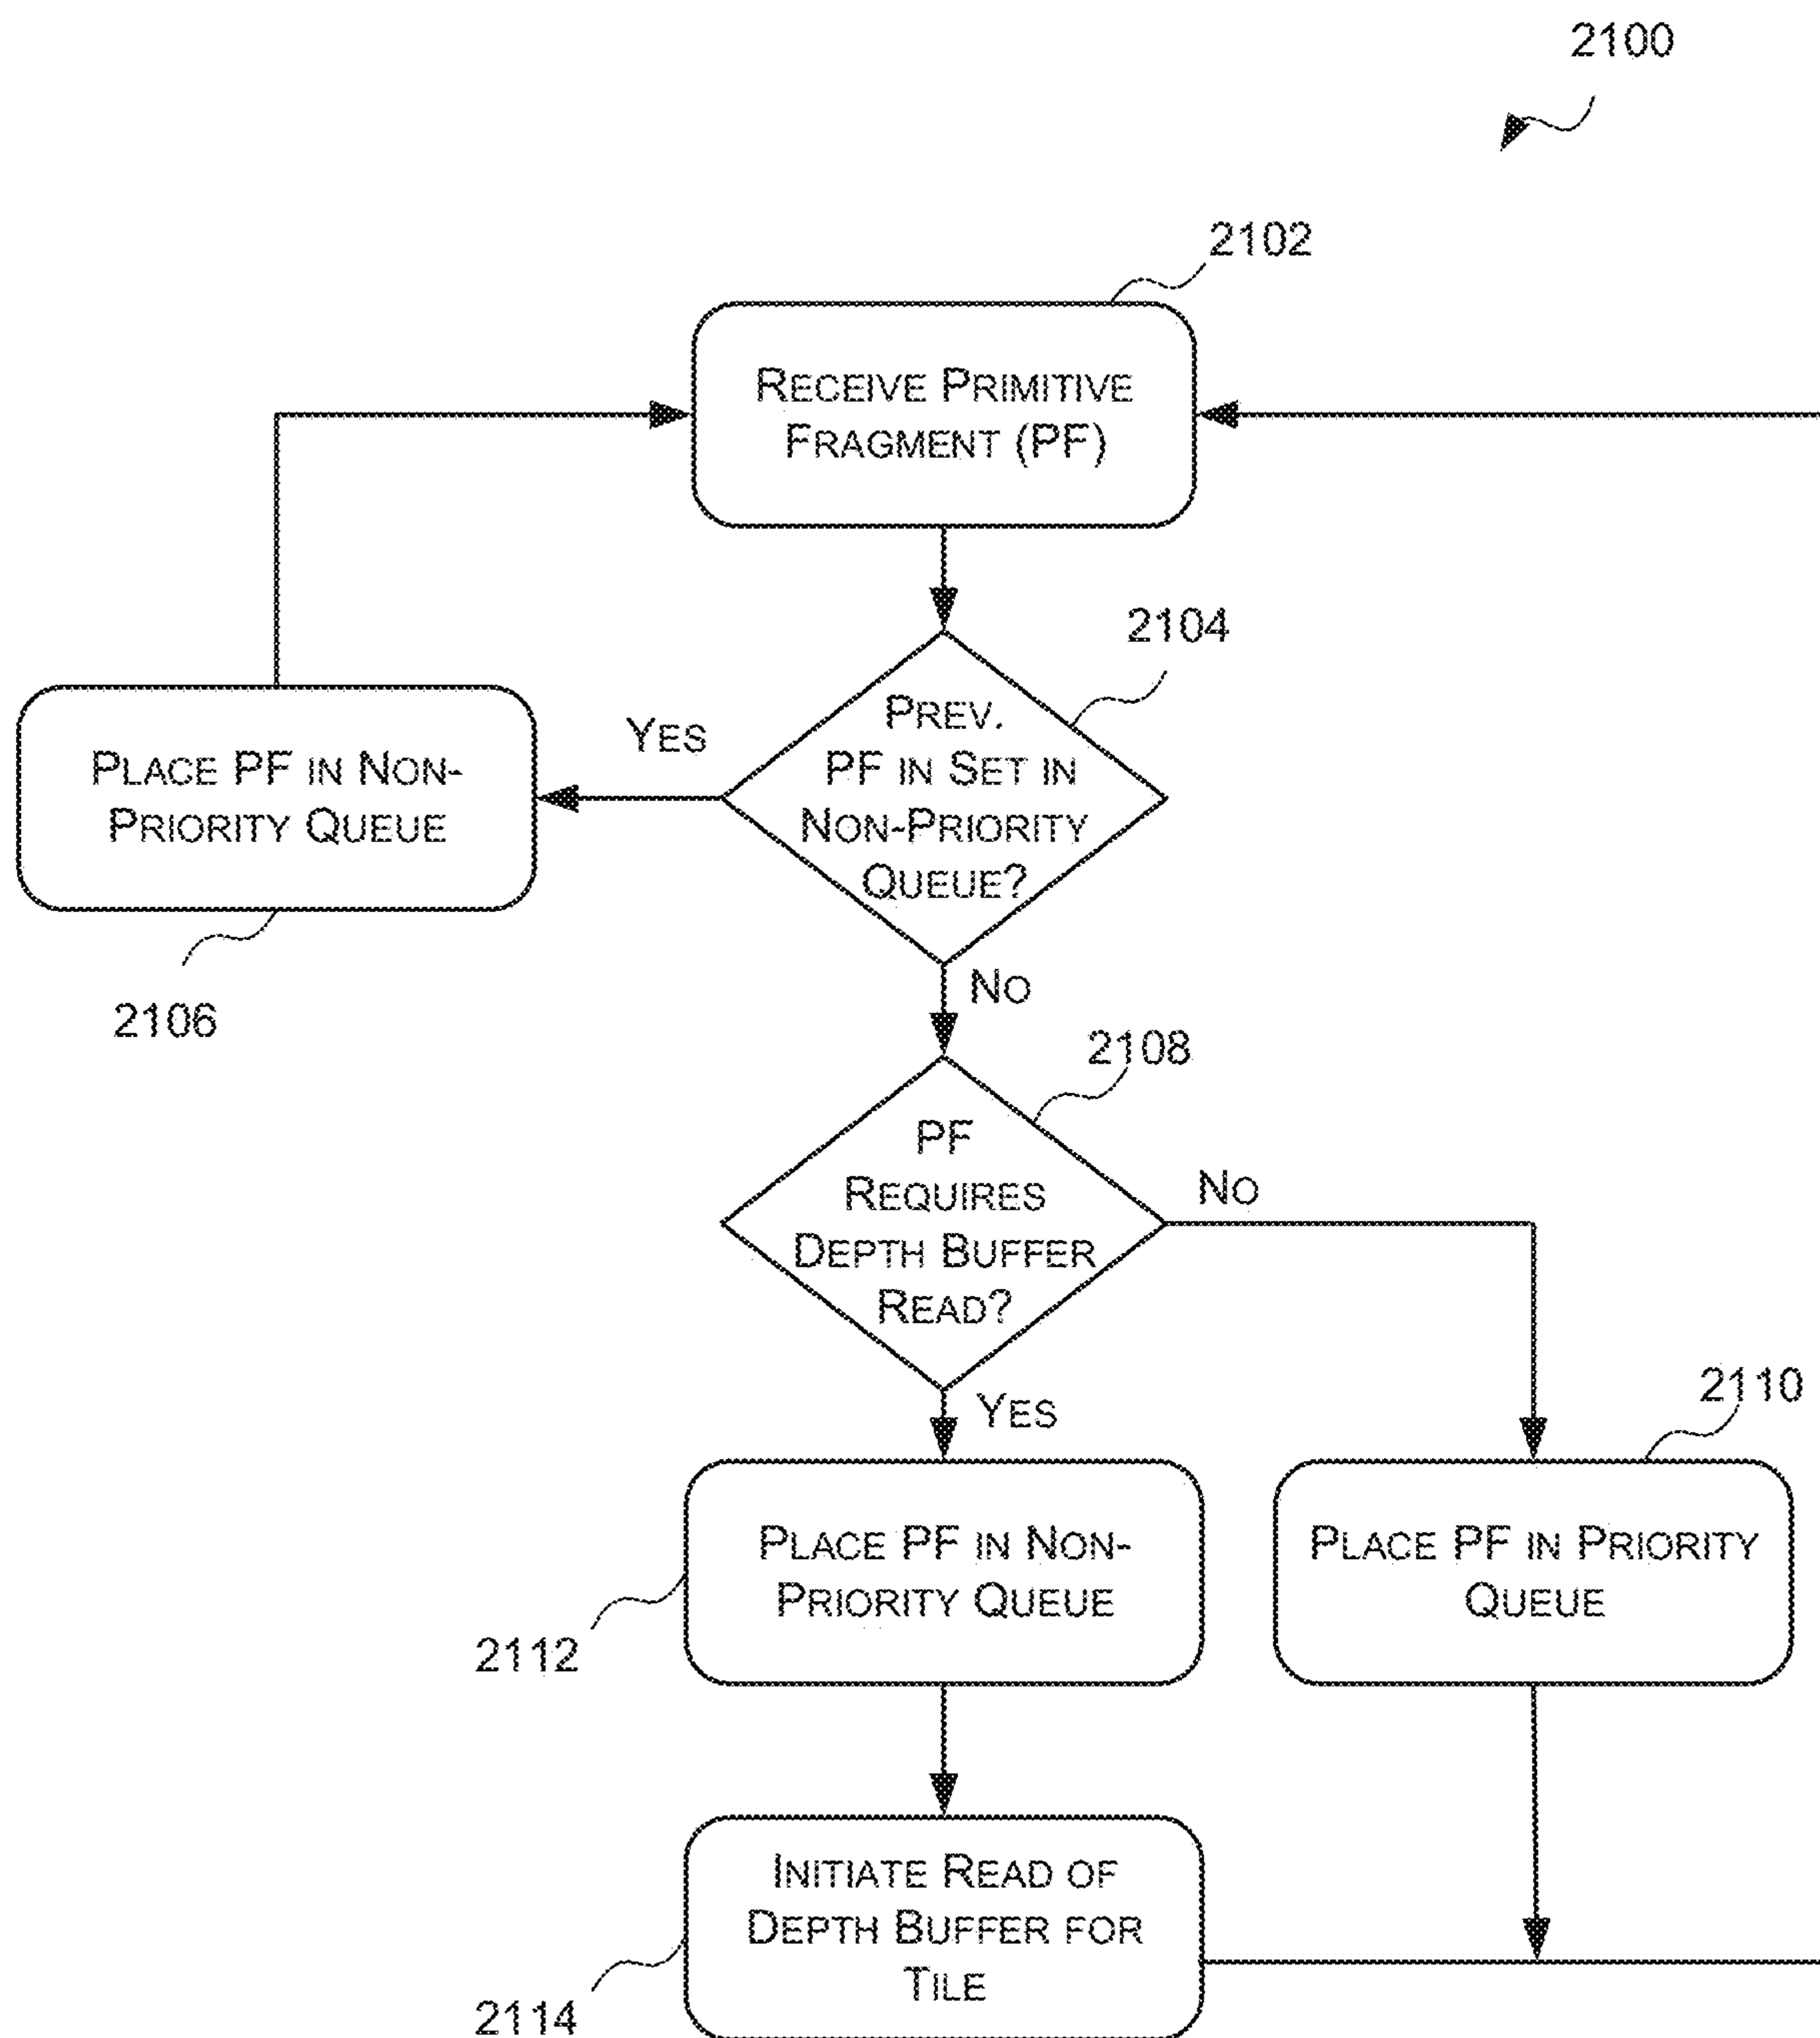 2100
2102
RECEIVE PRIMITIVE
FRAGMENT (PF)
2104
PREV.
PF IN SET IN
NON-PRIORITY
QUEUE?
YES
PLACE PF IN NON-
PRIORITY QUEUE
2106
NO
2108
PF
REQUIRES
DEPTH BUFFER
READ?
NO
2110
YES
PLACE PF IN NON-
PRIORITY QUEUE
PLACE PF IN PRIORITY
QUEUE
2112
INITIATE READ OF
DEPTH BUFFER FOR
TILE
2114